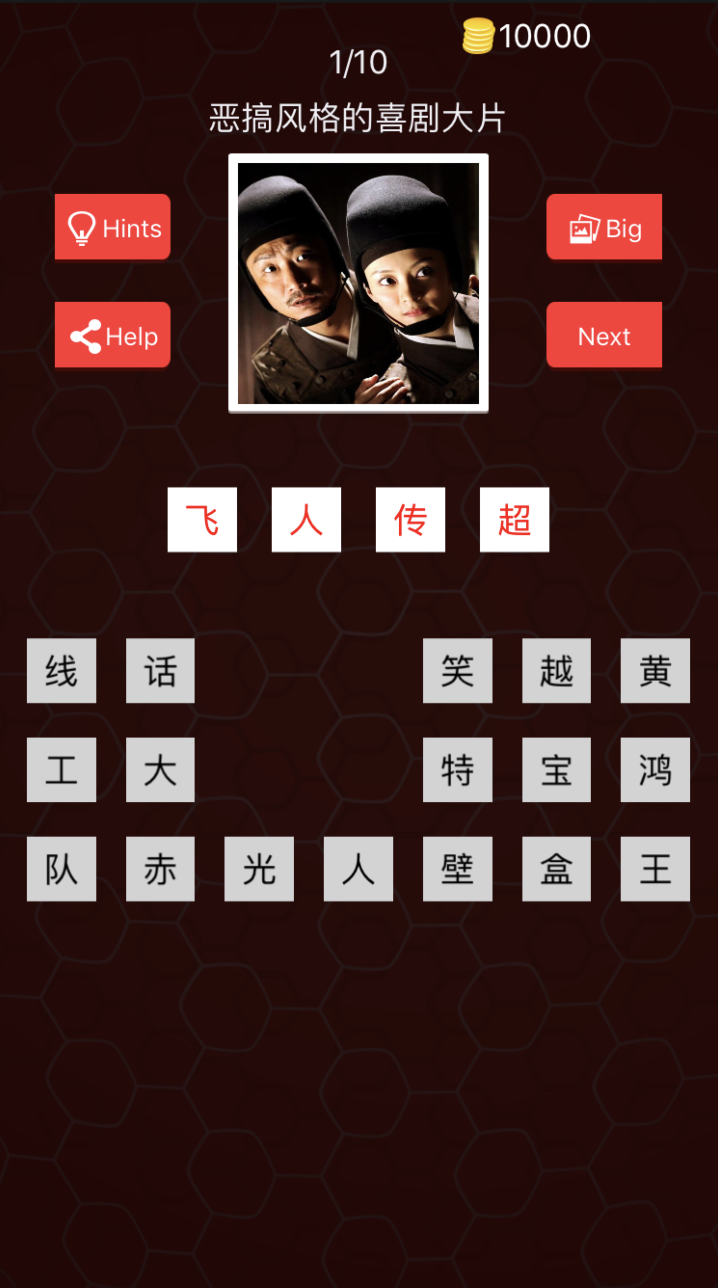 10000
1/10
恶搞风格的喜剧大片
Hints
Big
Help
Next
飞 人 传 超
线 话 笑 越 黄
工 大 特 宝 鸿
队 赤 光 人 壁 盒 王